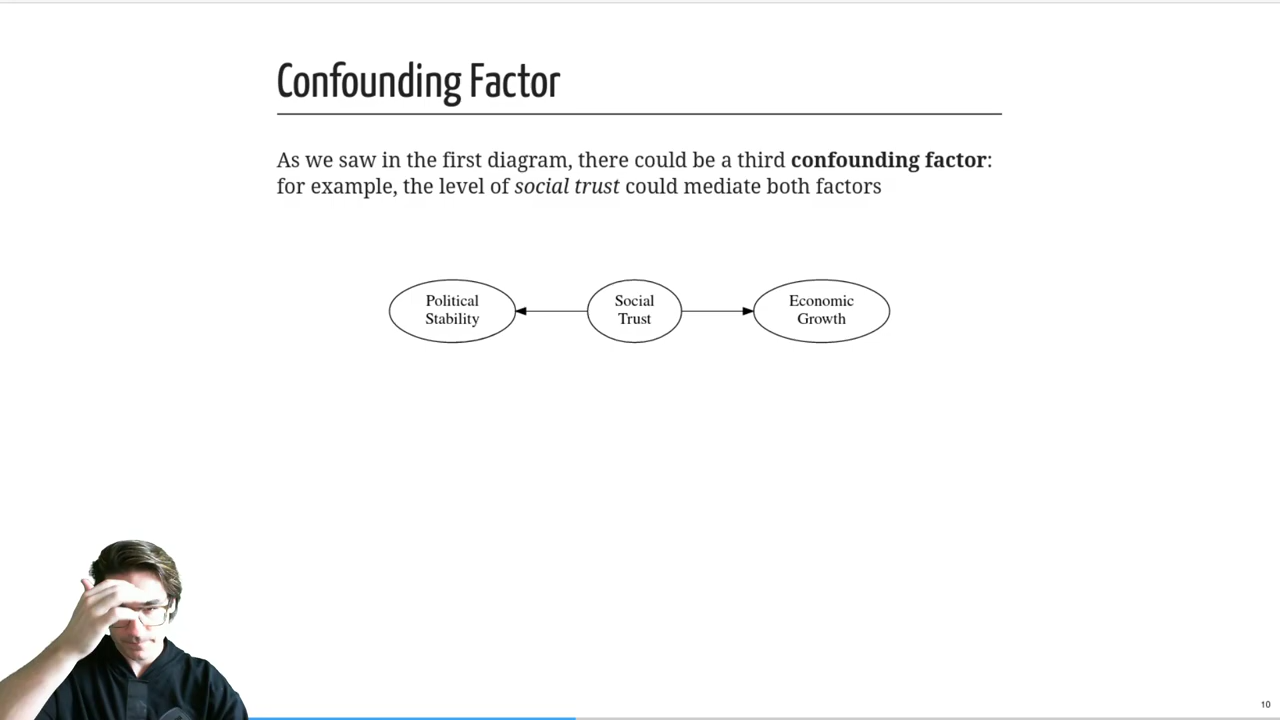 Confounding Factor
As we saw in the first diagram, there could be a third confounding factor:
for example, the level of social trust could mediate both factors
Political
Stability
Social
Trust
Economic
Growth
10